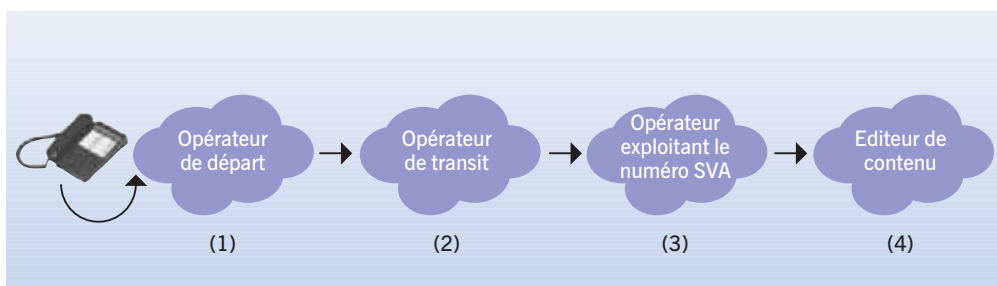 Opérateur
de départ
Opérateur
de transit
Opérateur
exploitant le
numéro SVA
Editeur de
contenu
(1)
(2)
(3)
(4)